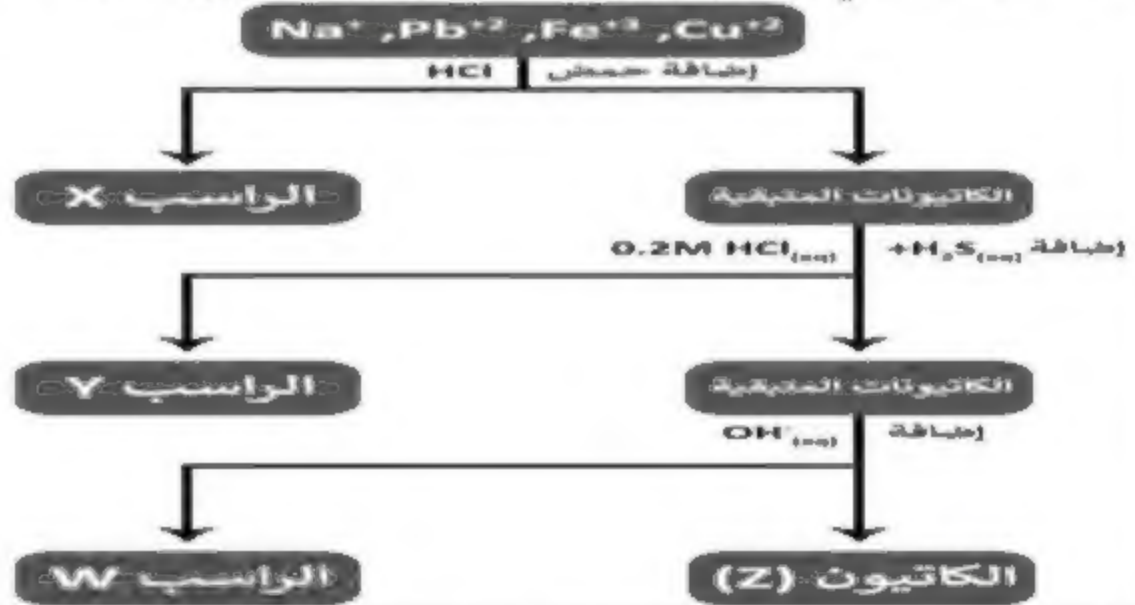 Na⁺ ,Pb⁺² ,Fe⁺³ ,Cu⁺²
إضافة حمض HCl
الراسب X
الكاتيونات المتبقية
إضافة +H₂S(aq) 0.2M HCl(aq)
الراسب Y
الكاتيونات المتبقية
إضافة OH⁻(aq)
الراسب W
الكاتيون (Z)